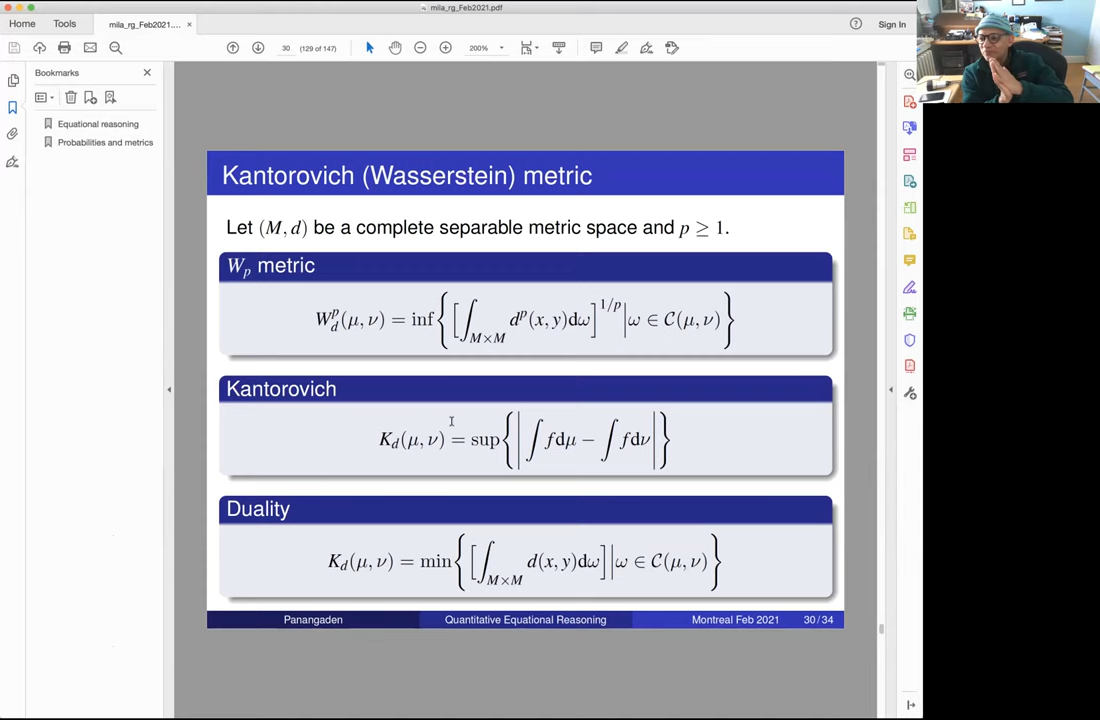 mila_rg_Feb2021.pdf
Home
Tools
mila_rg_Feb2021....
×
Sign In
30
(129 of 147)
200%
Bookmarks
Equational reasoning
Probabilities and metrics
Kantorovich (Wasserstein) metric
Let (M, d) be a complete separable metric space and p ≥ 1.
W_p metric
W_d^p(μ, ν) = inf{[∫_{M×M} d^p(x, y)dω]^{1/p}|ω ∈ C(μ, ν)}
Kantorovich
K_d(μ, ν) = sup{|∫ fdμ − ∫ fdν|}
Duality
K_d(μ, ν) = min{[∫_{M×M} d(x, y)dω]|ω ∈ C(μ, ν)}
Panangaden
Quantitative Equational Reasoning
Montreal Feb 2021
30 / 34